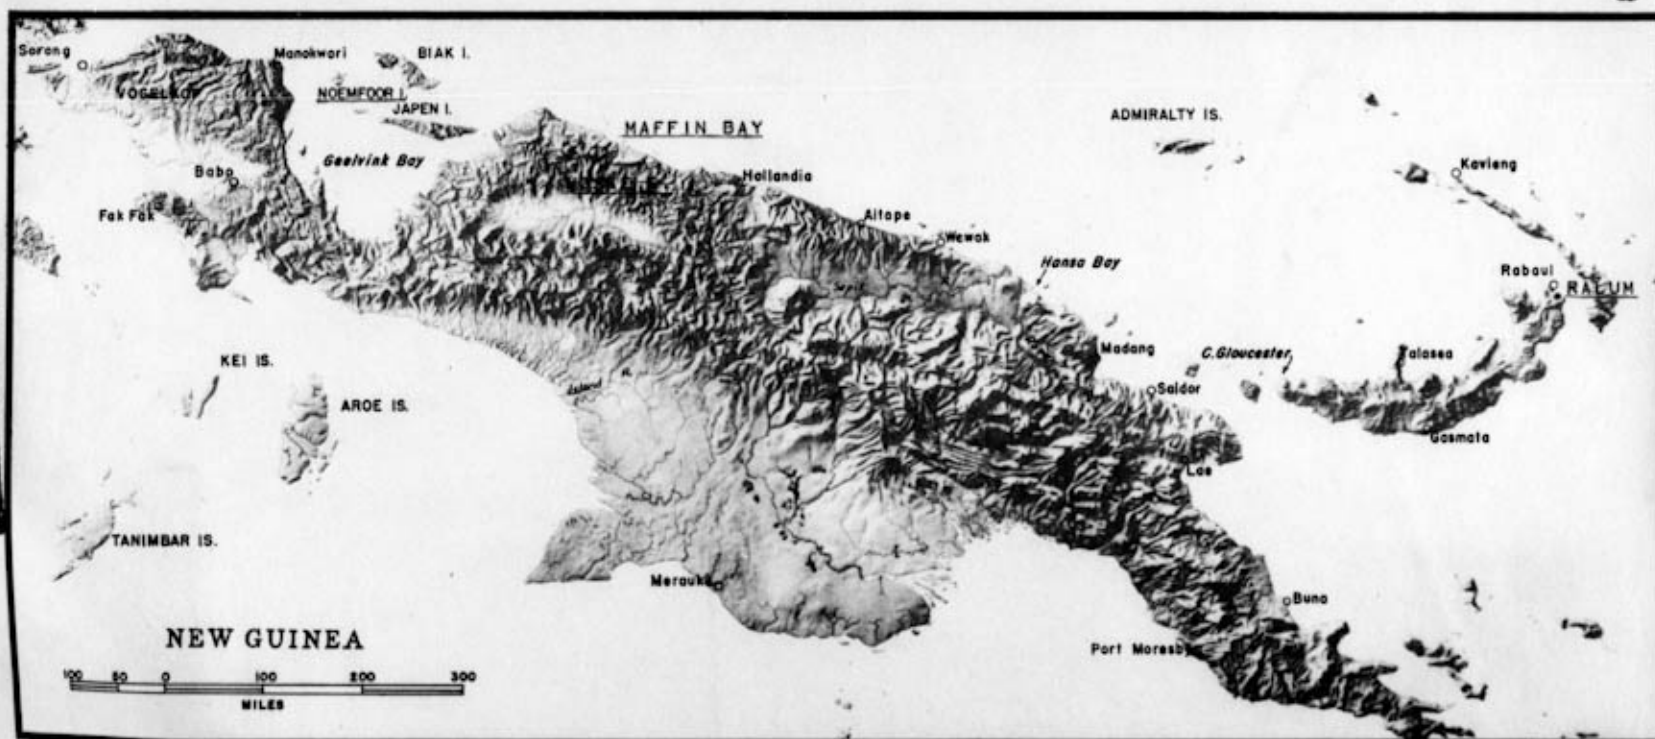 Sorong
Manokwari
BIAK I.
VOGELKOP
NOEMFOOR I.
JAPEN I.
ADMIRALTY IS.
MAFFIN BAY
Geelvink Bay
Kavieng
Babo
Hollandia
Fak Fak
Aitape
Wewak
Hansa Bay
Rabaul
RALUM
Sepik
Madang
C.Gloucester
Talasea
KEI IS.
Island R.
Saidor
AROE IS.
Gasmata
Lae
TANIMBAR IS.
Merauke
Buna
NEW GUINEA
Port Moresby
100 50 0 100 200 300
MILES